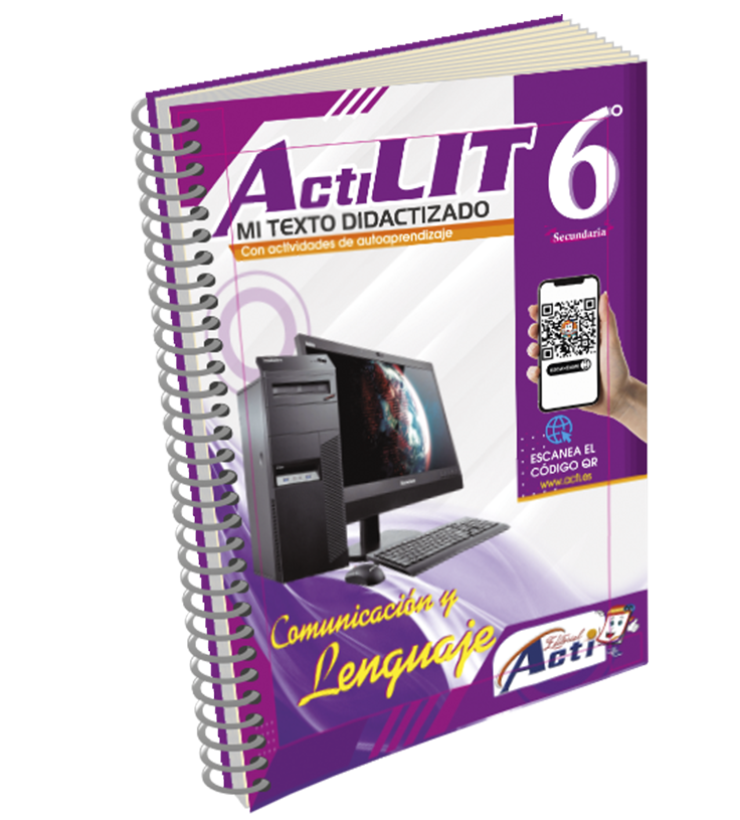 ActiLIT
MI TEXTO DIDACTIZADO
Con actividades de autoaprendizaje
6°
Secundaria
ESCANEA EL
CÓDIGO QR
www.acti.es
Comunicación y
Lenguaje
Editorial
Acti